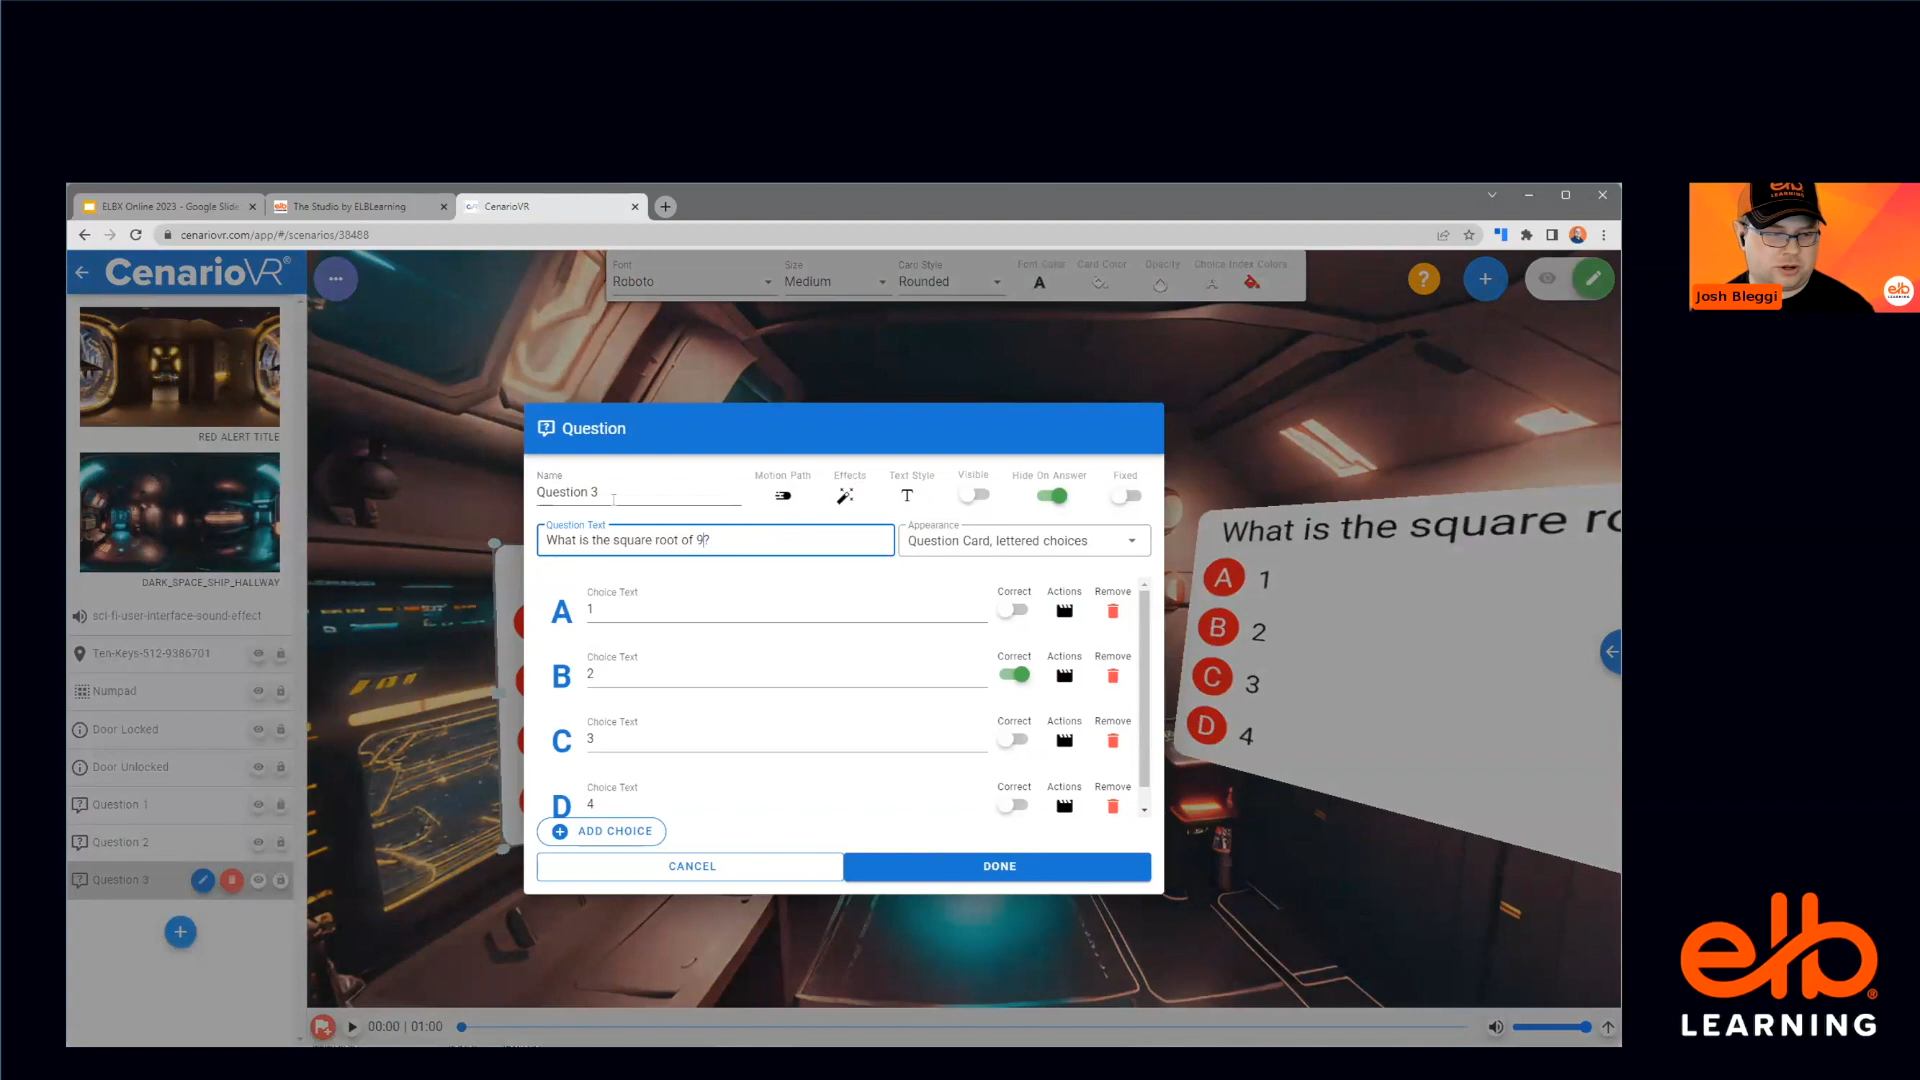 ELBX Online 2023 - Google Slide
The Studio by ELBLearning
CenarioVR
cenariovr.com/app/#/scenarios/38488
CenarioVR®
Font
Roboto
Size
Medium
Card Style
Rounded
Font Color
Card Color
Opacity
Choice Index Colors
RED ALERT TITLE
DARK_SPACE_SHIP_HALLWAY
sci-fi-user-interface-sound-effect
Ten-Keys-512-9386701
Numpad
Door Locked
Door Unlocked
Question 1
Question 2
Question 3
Question
Name
Question 3
Motion Path
Effects
Text Style
Visible
Hide On Answer
Fixed
Question Text
What is the square root of 9?
Appearance
Question Card, lettered choices
A
Choice Text
1
Correct
Actions
Remove
B
Choice Text
2
Correct
Actions
Remove
C
Choice Text
3
Correct
Actions
Remove
D
Choice Text
4
Correct
Actions
Remove
ADD CHOICE
CANCEL
DONE
What is the square ro
A 1
B 2
C 3
D 4
00:00 | 01:00
elb
LEARNING
Josh Bleggi
elb
LEARNING
elb®
LEARNING